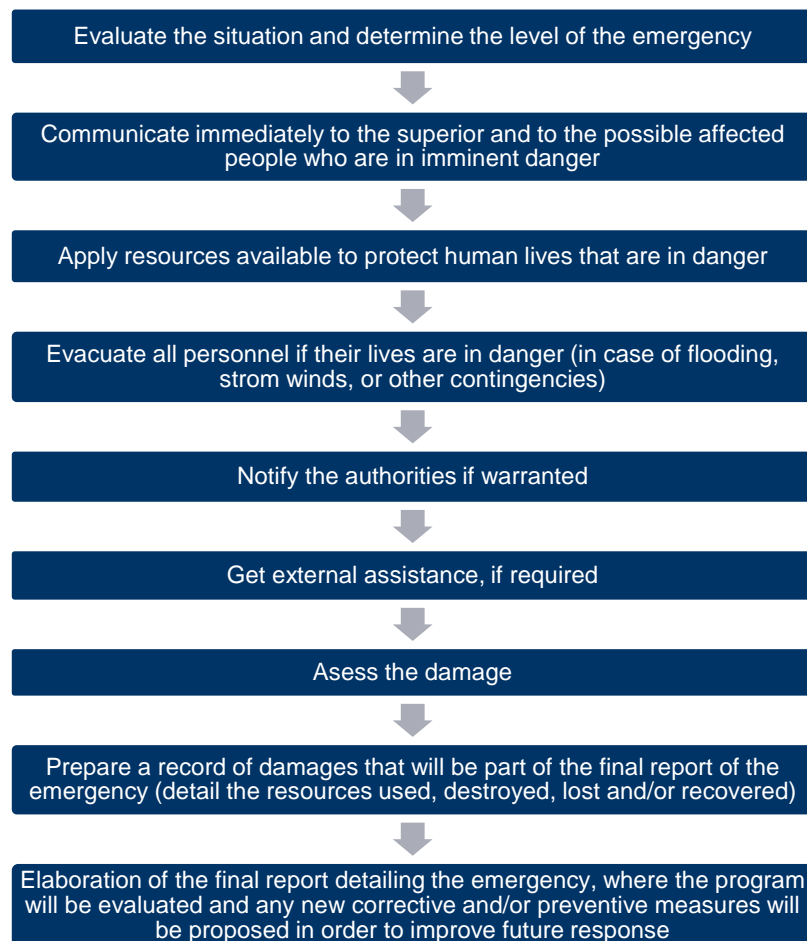 Evaluate the situation and determine the level of the emergency
Communicate immediately to the superior and to the possible affected
people who are in imminent danger
Apply resources available to protect human lives that are in danger
Evacuate all personnel if their lives are in danger (in case of flooding,
strom winds, or other contingencies)
Notify the authorities if warranted
Get external assistance, if required
Asess the damage
Prepare a record of damages that will be part of the final report of the
emergency (detail the resources used, destroyed, lost and/or recovered)
Elaboration of the final report detailing the emergency, where the program
will be evaluated and any new corrective and/or preventive measures will
be proposed in order to improve future response